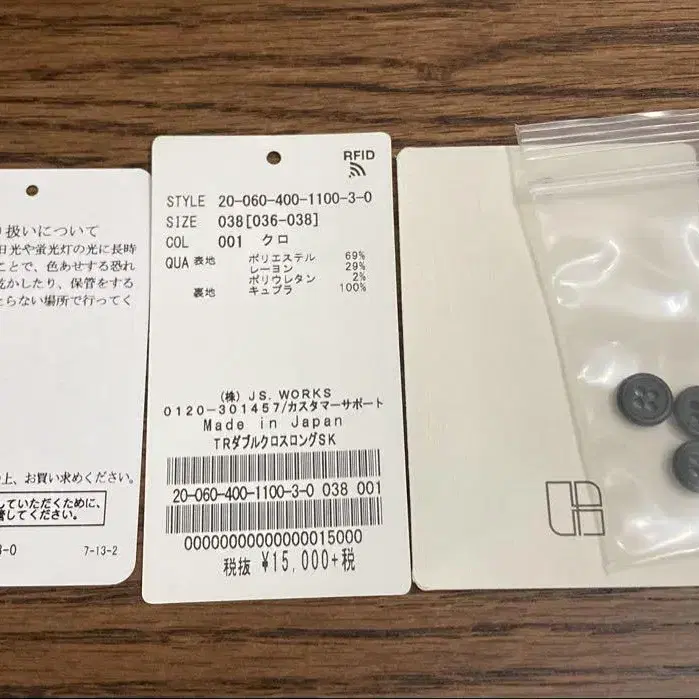 り扱いについて
日光や蛍光灯の光に長時
ことで、色あせする恐れ
乾かしたり、保管をする
たらない場所で行ってく
上、お買い求めください。
していただくために、
管してください。
3-0
7-13-2
RFID
STYLE 20-060-400-1100-3-0
SIZE 038[036-038]
COL 001 クロ
QUA 表地 ポリエステル 69%
レーヨン 29%
ポリウレタン 2%
裏地 キュプラ 100%
(株) JS. WORKS
0120-301457/カスタマーサポート
Made in Japan
TRダブルクロスロングSK
20-060-400-1100-3-0 038 001
00000000000000015000
税抜 ¥15,000+税